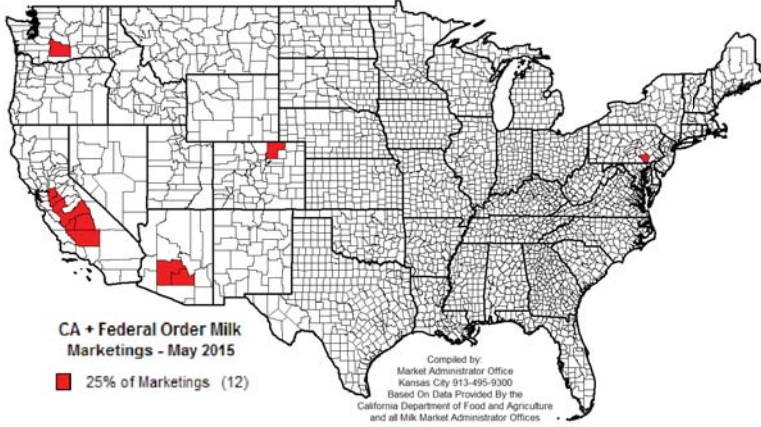 CA + Federal Order Milk
Marketings - May 2015
25% of Marketings (12)
Compiled by:
Market Administrator Office
Kansas City 913-495-9300
Based On Data Provided By the
California Department of Food and Agriculture
and all Milk Market Administrator Offices